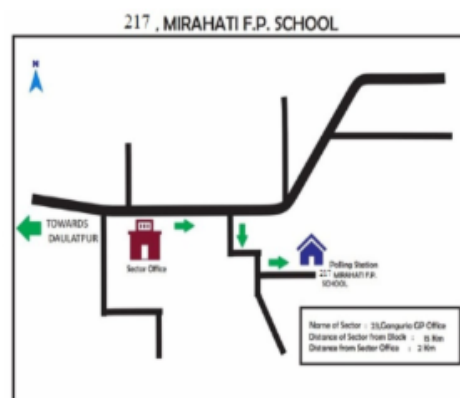 217 , MIRAHATI F.P. SCHOOL
N
TOWARDS
DAULATPUR
Sector Office
Polling Station
217 MIRAHATI F.P.
SCHOOL
Name of Sector : 23,Ganguria GP Office
Distance of Sector from Block : 15 Km
Distance from Sector Office : 2 Km